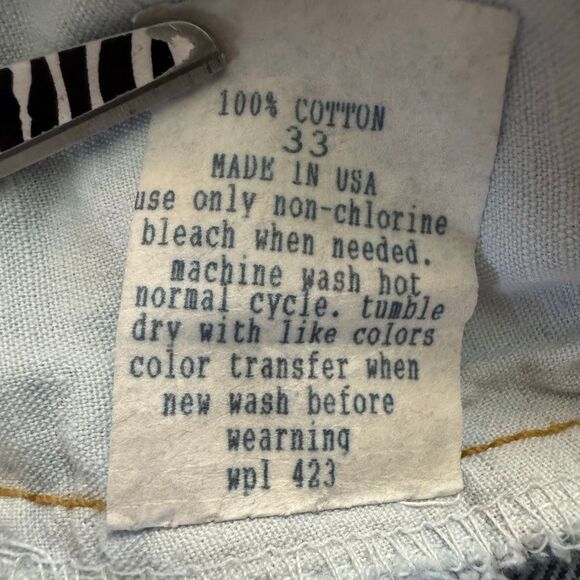 100% COTTON
33
MADE IN USA
use only non-chlorine
bleach when needed.
machine wash hot
normal cycle. tumble
dry with like colors
color transfer when
new wash before
wearning
wpl 423